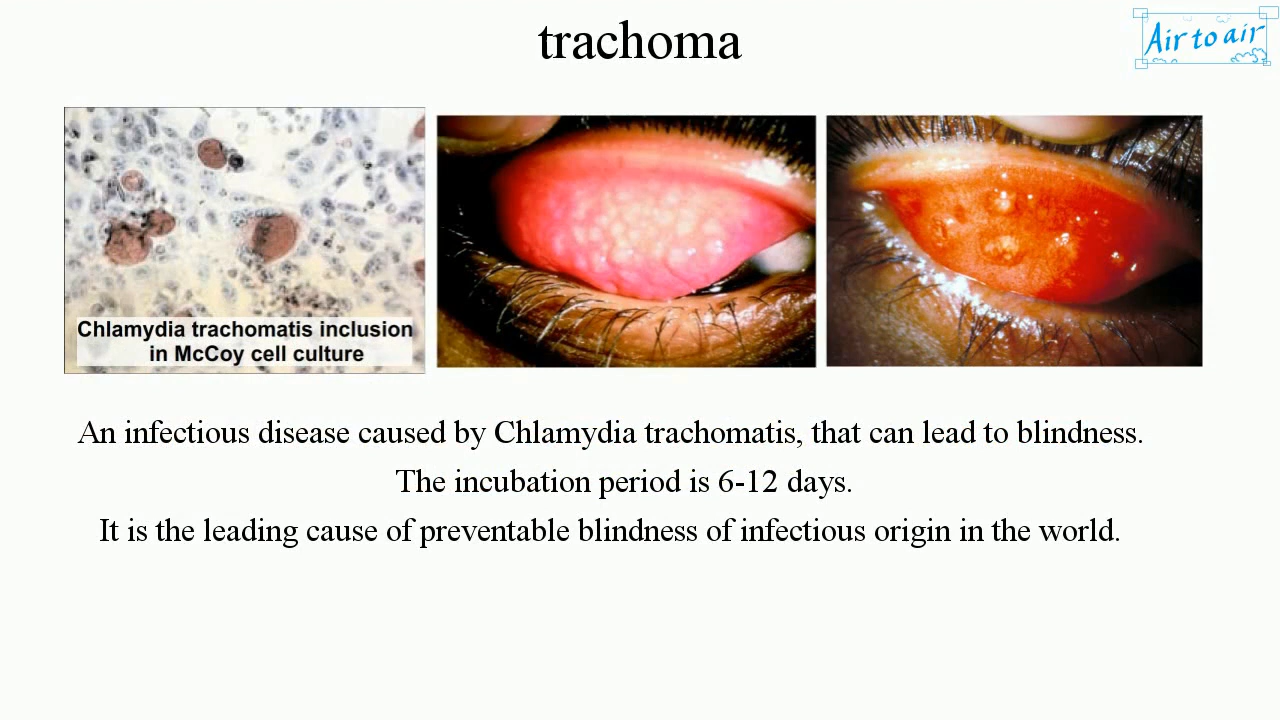 trachoma
Air to air
Chlamydia trachomatis inclusion
in McCoy cell culture
An infectious disease caused by Chlamydia trachomatis, that can lead to blindness.
The incubation period is 6-12 days.
It is the leading cause of preventable blindness of infectious origin in the world.